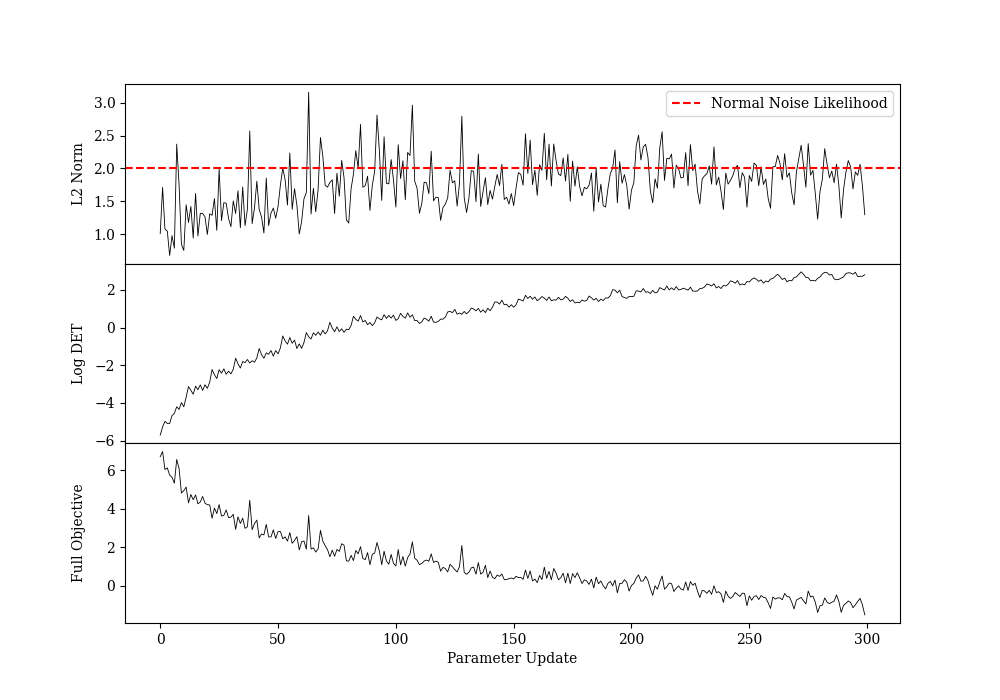 Normal Noise Likelihood
L2 Norm
3.0
2.5
2.0
1.5
1.0
Log DET
2
0
−2
−4
−6
Full Objective
6
4
2
0
0 50 100 150 200 250 300
Parameter Update